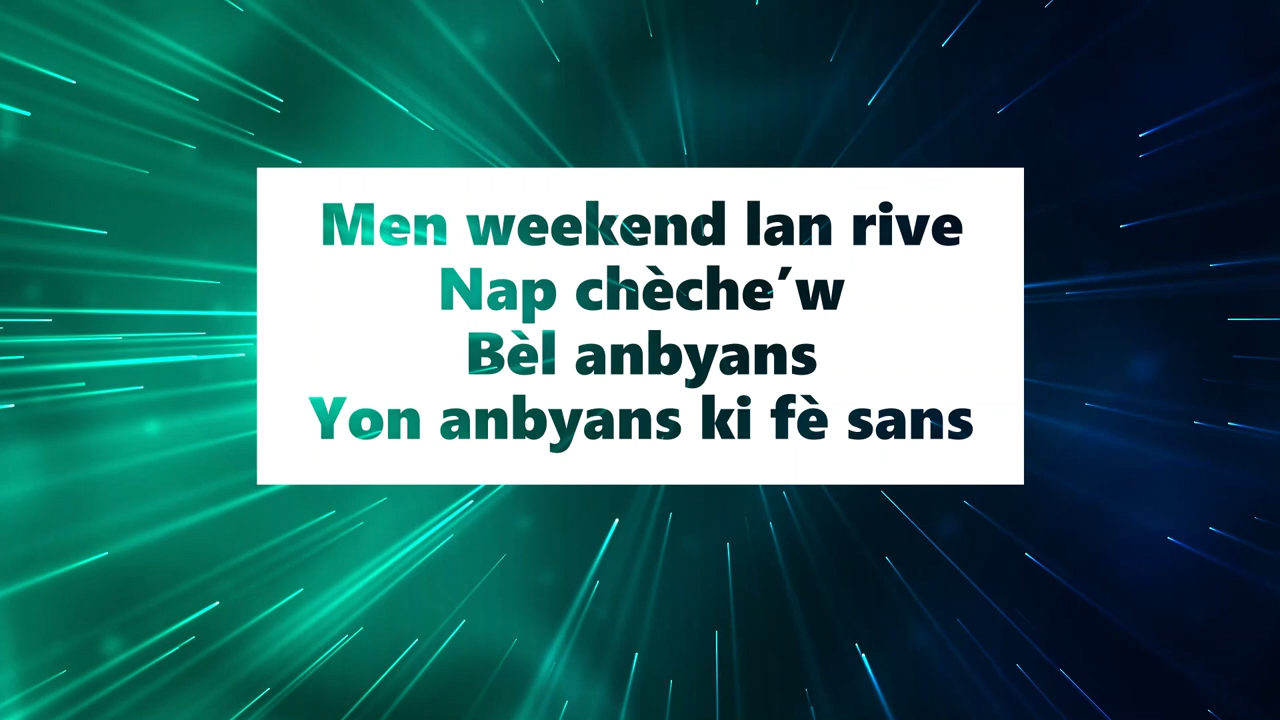 Men weekend lan rive
Nap chèche’w
Bèl anbyans
Yon anbyans ki fè sans